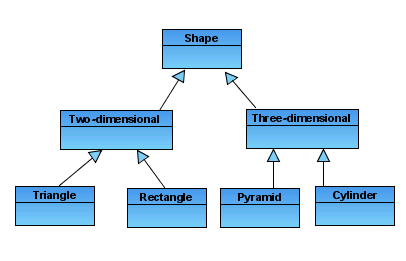 Shape
Two-dimensional
Three-dimensional
Triangle
Rectangle
Pyramid
Cylinder